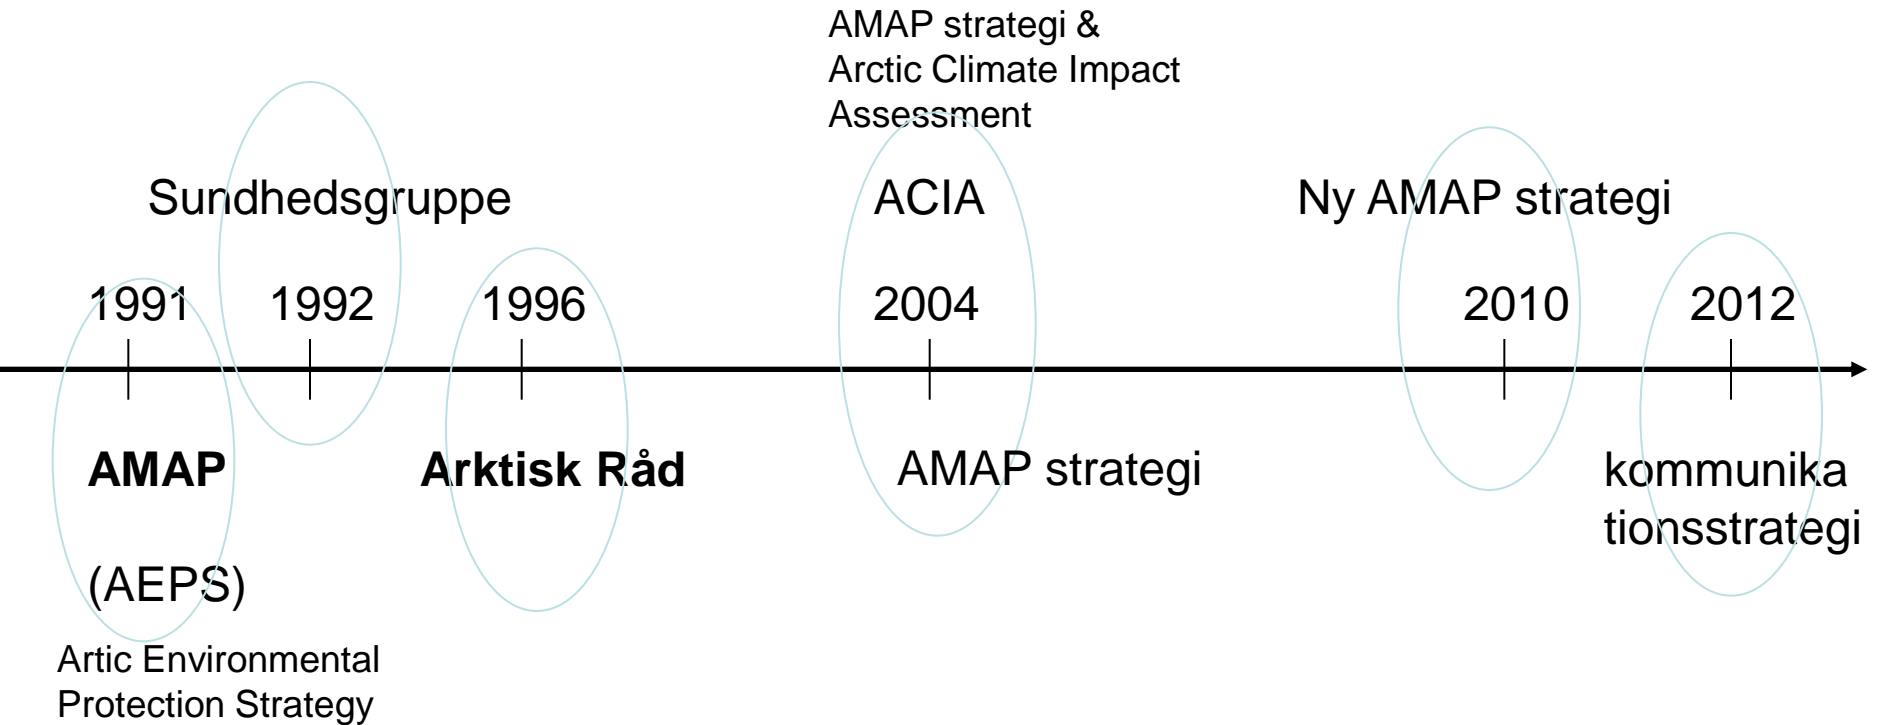 AMAP strategi &
Arctic Climate Impact
Assessment
Sundhedsgruppe
ACIA
Ny AMAP strategi
1991
1992
1996
2004
2010
2012
AMAP
Arktisk Råd
AMAP strategi
kommunika
tionsstrategi
(AEPS)
Artic Environmental
Protection Strategy